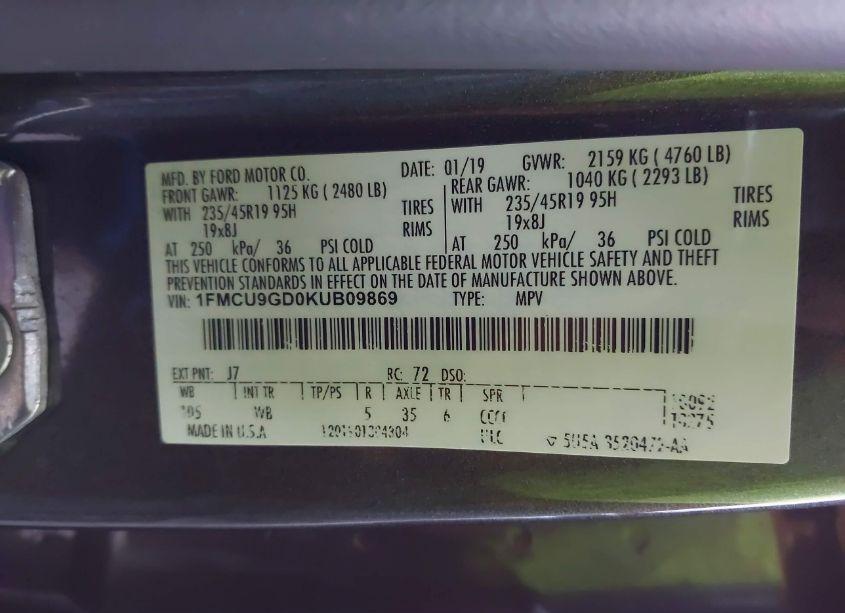 MFD. BY FORD MOTOR CO. DATE: 01/19 GVWR: 2159 KG ( 4760 LB)
FRONT GAWR: 1125 KG ( 2480 LB) REAR GAWR: 1040 KG ( 2293 LB)
WITH 235/45R19 95H TIRES WITH 235/45R19 95H TIRES
19x8J RIMS 19x8J RIMS
AT 250 kPa/ 36 PSI COLD AT 250 kPa/ 36 PSI COLD
THIS VEHICLE CONFORMS TO ALL APPLICABLE FEDERAL MOTOR VEHICLE SAFETY AND THEFT
PREVENTION STANDARDS IN EFFECT ON THE DATE OF MANUFACTURE SHOWN ABOVE.
VIN: 1FMCU9GD0KUB09869 TYPE: MPV
EXT PNT: J7 RC: 72 DSO:
WB INT TR TP/PS R AXLE TR SPR
WB 5 35 6
MADE IN U.S.A